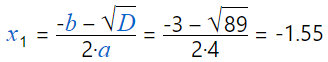 x₁ = (-b – √D)/(2·a) = (-3 – √89)/(2·4) = -1.55